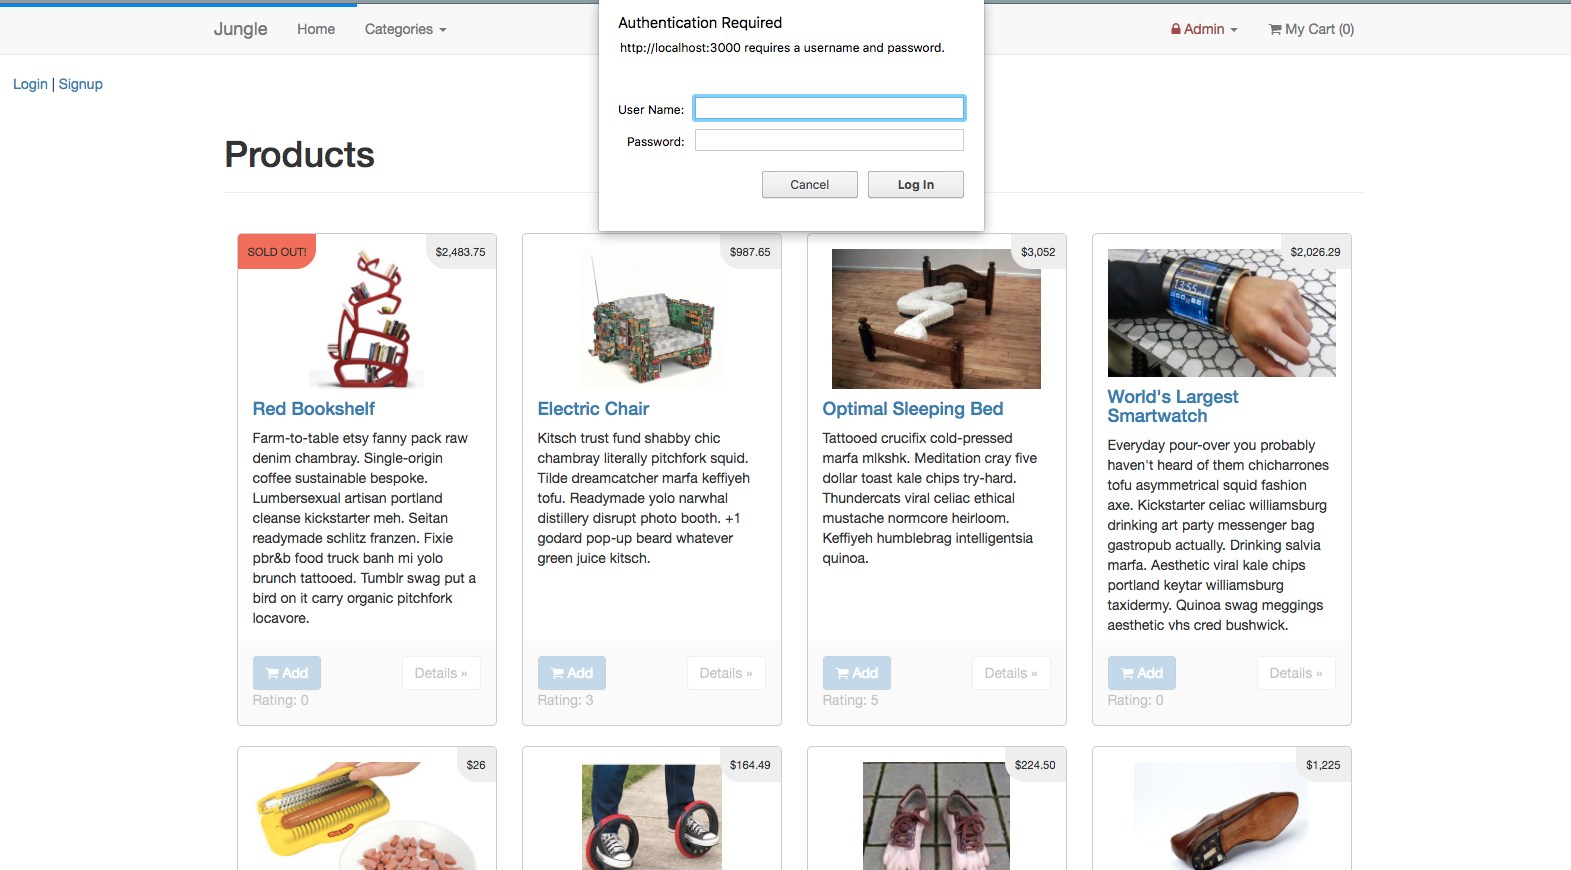 Jungle Home Categories
Admin My Cart (0)
Authentication Required
http://localhost:3000 requires a username and password.
User Name:
Password:
Cancel Log In
Login | Signup
Products
SOLD OUT!
$2,483.75
Red Bookshelf
Farm-to-table etsy fanny pack raw
denim chambray. Single-origin
coffee sustainable bespoke.
Lumbersexual artisan portland
cleanse kickstarter meh. Seitan
readymade schlitz franzen. Fixie
pbr&b food truck banh mi yolo
brunch tattooed. Tumblr swag put a
bird on it carry organic pitchfork
locavore.
Add Details »
Rating: 0
$987.65
Electric Chair
Kitsch trust fund shabby chic
chambray literally pitchfork squid.
Tilde dreamcatcher marfa keffiyeh
tofu. Readymade yolo narwhal
distillery disrupt photo booth. +1
godard pop-up beard whatever
green juice kitsch.
Add Details »
Rating: 3
$3,052
Optimal Sleeping Bed
Tattooed crucifix cold-pressed
marfa mlkshk. Meditation cray five
dollar toast kale chips try-hard.
Thundercats viral celiac ethical
mustache normcore heirloom.
Keffiyeh humblebrag intelligentsia
quinoa.
Add Details »
Rating: 5
$2,026.29
13:55
World's Largest
Smartwatch
Everyday pour-over you probably
haven't heard of them chicharrones
tofu asymmetrical squid fashion
axe. Kickstarter celiac williamsburg
drinking art party messenger bag
gastropub actually. Drinking salvia
marfa. Aesthetic viral kale chips
portland keytar williamsburg
taxidermy. Quinoa swag meggings
aesthetic vhs cred bushwick.
Add Details »
Rating: 0
$26
$164.49
$224.50
$1,225